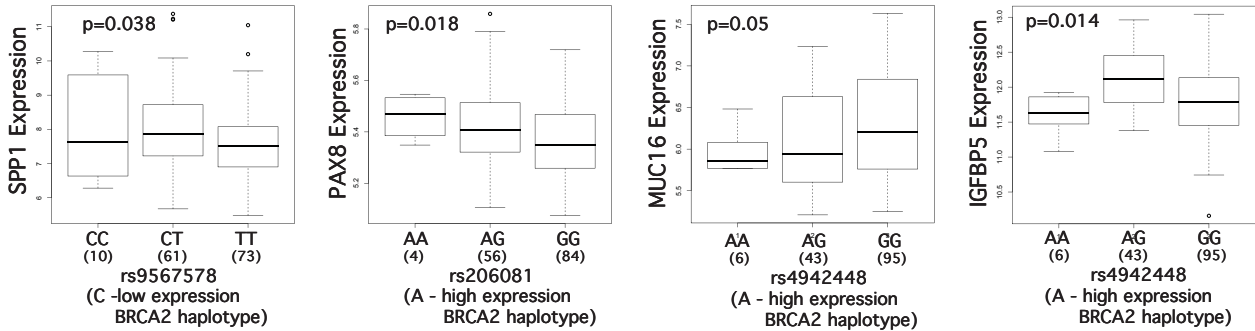 p=0.038
SPP1 Expression
11
10
9
8
7
6
CC CT TT
(10) (61) (73)
rs9567578
(C -low expression
BRCA2 haplotype)
p=0.018
PAX8 Expression
5.8
5.6
5.4
5.2
AA AG GG
(4) (56) (84)
rs206081
(A - high expression
BRCA2 haplotype)
p=0.05
MUC16 Expression
7.5
7.0
6.5
6.0
5.5
AA AG GG
(6) (43) (95)
rs4942448
(A - high expression
BRCA2 haplotype)
p=0.014
IGFBP5 Expression
13.0
12.5
12.0
11.5
11.0
10.5
AA AG GG
(6) (43) (95)
rs4942448
(A - high expression
BRCA2 haplotype)